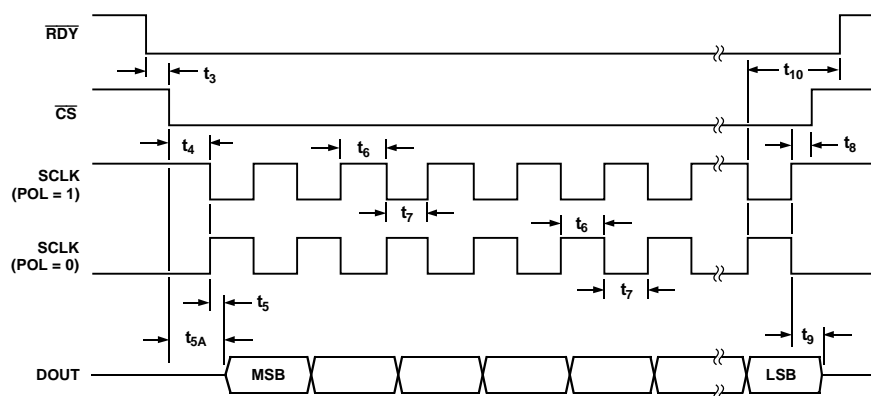 RDY
t3
t10
CS
t4
t6
t8
SCLK
(POL = 1)
t7
t6
SCLK
(POL = 0)
t7
t5
t5A
t9
DOUT
MSB
LSB